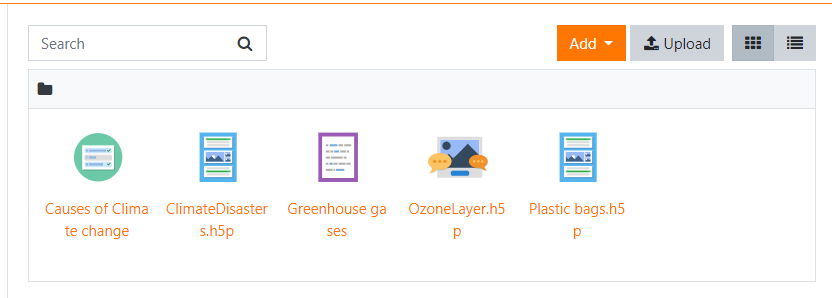 Search
Add
Upload
Causes of Clima
te change
ClimateDisaster
s.h5p
Greenhouse ga
ses
OzoneLayer.h5
p
Plastic bags.h5
p